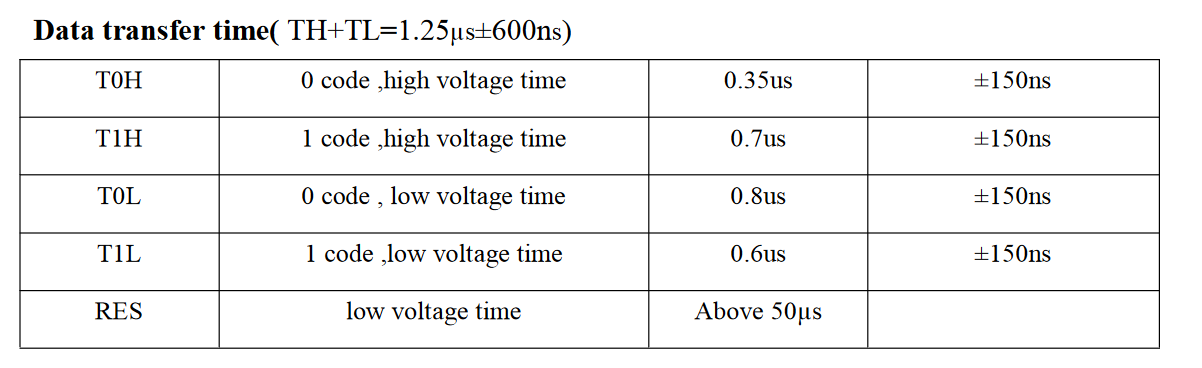 Data transfer time( TH+TL=1.25µs±600ns)
T0H 0 code ,high voltage time 0.35us ±150ns
T1H 1 code ,high voltage time 0.7us ±150ns
T0L 0 code , low voltage time 0.8us ±150ns
T1L 1 code ,low voltage time 0.6us ±150ns
RES low voltage time Above 50µs